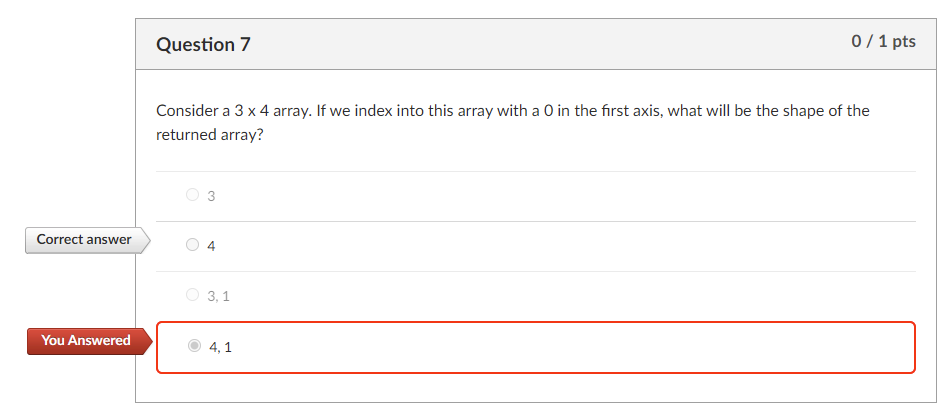 Question 7
0 / 1 pts
Consider a 3 x 4 array. If we index into this array with a 0 in the first axis, what will be the shape of the
returned array?
3
Correct answer
4
3, 1
You Answered
4, 1